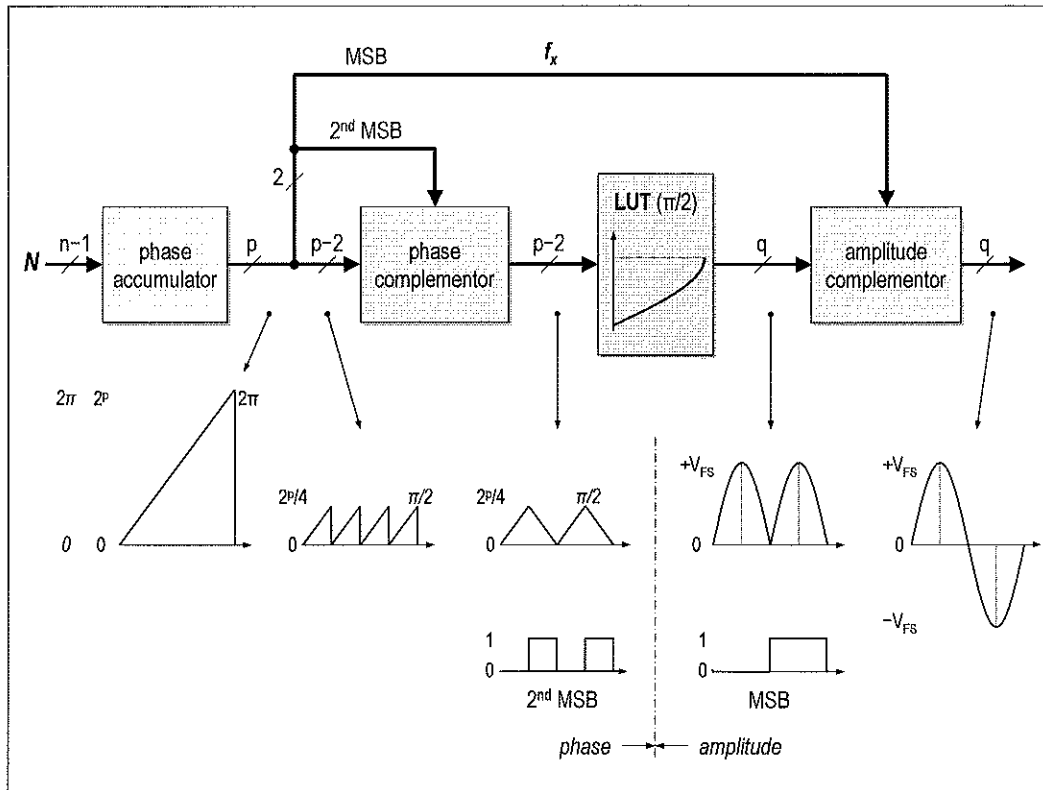 MSB
f_x
2nd MSB
2
LUT (π/2)
N
n−1
phase accumulator
p
p−2
phase complementor
p−2
q
amplitude complementor
q
2π 2^p 2π
0 0
2^p/4 π/2
0
2^p/4 π/2
0
+V_FS
0
+V_FS
0
−V_FS
1
0
2nd MSB
1
0
MSB
phase amplitude